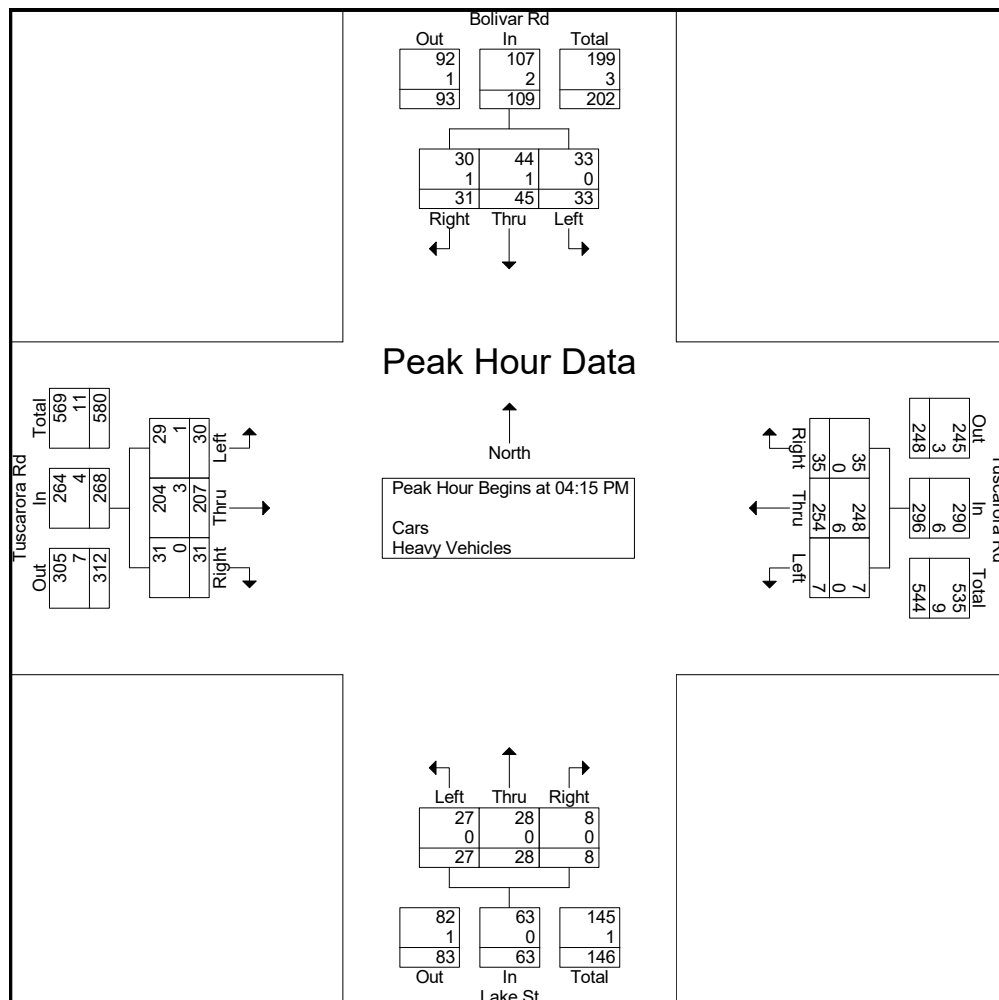 Bolivar Rd
Out In Total
92 107 199
1 2 3
93 109 202
30 44 33
1 1 0
31 45 33
Right Thru Left
Peak Hour Data
North
Peak Hour Begins at 04:15 PM
Cars
Heavy Vehicles
Tuscarora Rd
Out In Total
305 264 569
7 4 11
312 268 580
31 204 29
0 3 1
31 207 30
Right Thru Left
Tuscarora Rd
Out In Total
245 290 535
3 6 9
248 296 544
35 248 7
0 6 0
35 254 7
Right Thru Left
Left Thru Right
27 28 8
0 0 0
27 28 8
82 63 145
1 0 1
83 63 146
Out In Total
Lake St